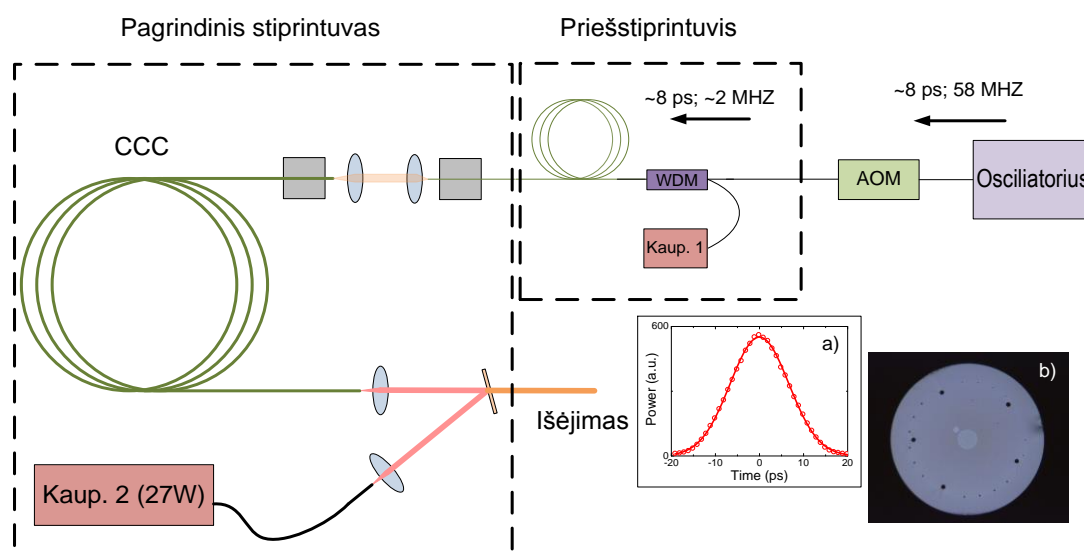 Pagrindinis stiprintuvas
Priešstiprintuvis
~8 ps; ~2 MHZ
~8 ps; 58 MHZ
CCC
WDM
AOM
Osciliatorius
Kaup. 1
Išėjimas
Kaup. 2 (27W)
a)
600
0
Power (a.u.)
-20 -10 0 10 20
Time (ps)
b)